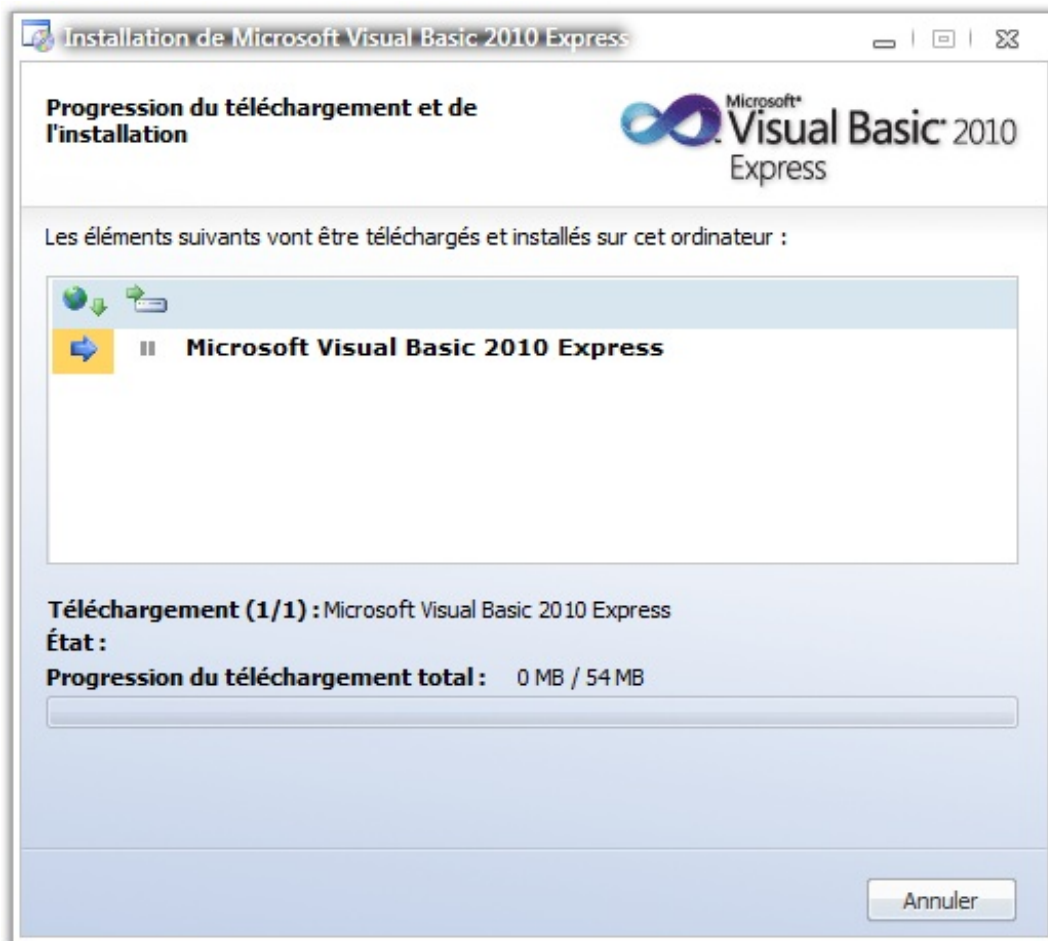 Installation de Microsoft Visual Basic 2010 Express
Progression du téléchargement et de
l'installation
Microsoft®
Visual Basic® 2010
Express
Les éléments suivants vont être téléchargés et installés sur cet ordinateur :
Microsoft Visual Basic 2010 Express
Téléchargement (1/1) : Microsoft Visual Basic 2010 Express
État :
Progression du téléchargement total : 0 MB / 54 MB
Annuler